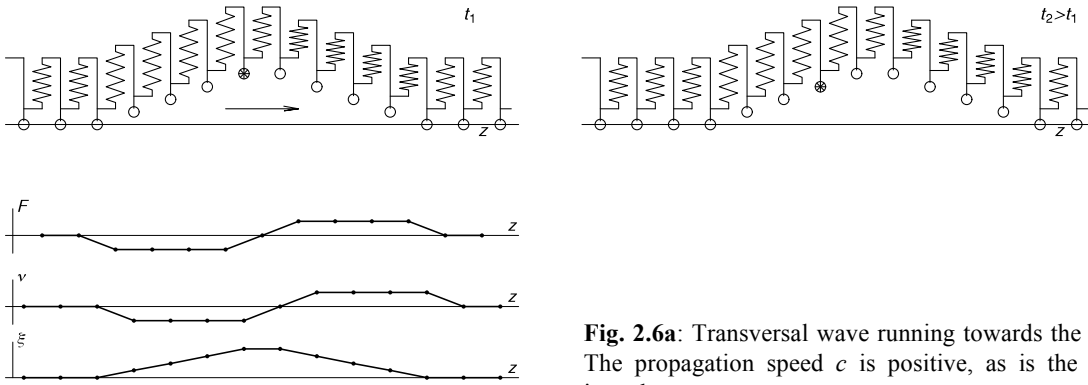 t1
t2>t1
z
z
F
z
v
z
ξ
z
Fig. 2.6a: Transversal wave running towards the
The propagation speed c is positive, as is the